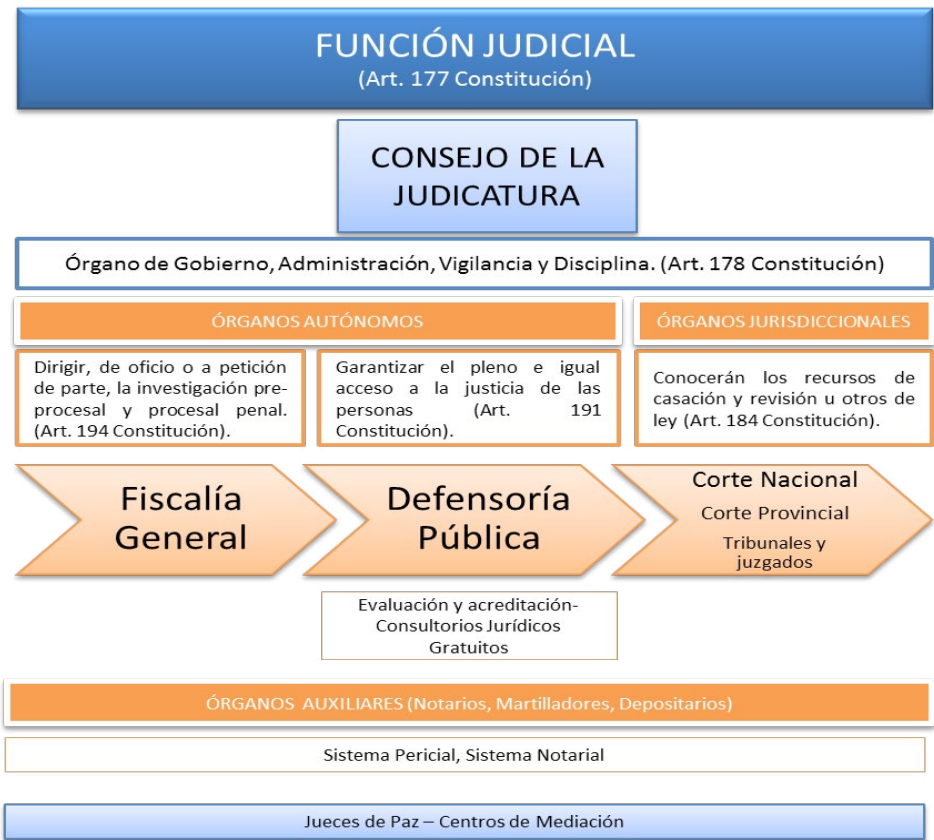 FUNCIÓN JUDICIAL
(Art. 177 Constitución)
CONSEJO DE LA
JUDICATURA
Órgano de Gobierno, Administración, Vigilancia y Disciplina. (Art. 178 Constitución)
ÓRGANOS AUTÓNOMOS
ÓRGANOS JURISDICCIONALES
Dirigir, de oficio o a petición
de parte, la investigación pre-
procesal y procesal penal.
(Art. 194 Constitución).
Garantizar el pleno e igual
acceso a la justicia de las
personas (Art. 191
Constitución).
Conocerán los recursos de
casación y revisión u otros de
ley (Art. 184 Constitución).
Fiscalía
General
Defensoría
Pública
Corte Nacional
Corte Provincial
Tribunales y
juzgados
Evaluación y acreditación-
Consultorios Jurídicos
Gratuitos
ÓRGANOS AUXILIARES (Notarios, Martilladores, Depositarios)
Sistema Pericial, Sistema Notarial
Jueces de Paz – Centros de Mediación